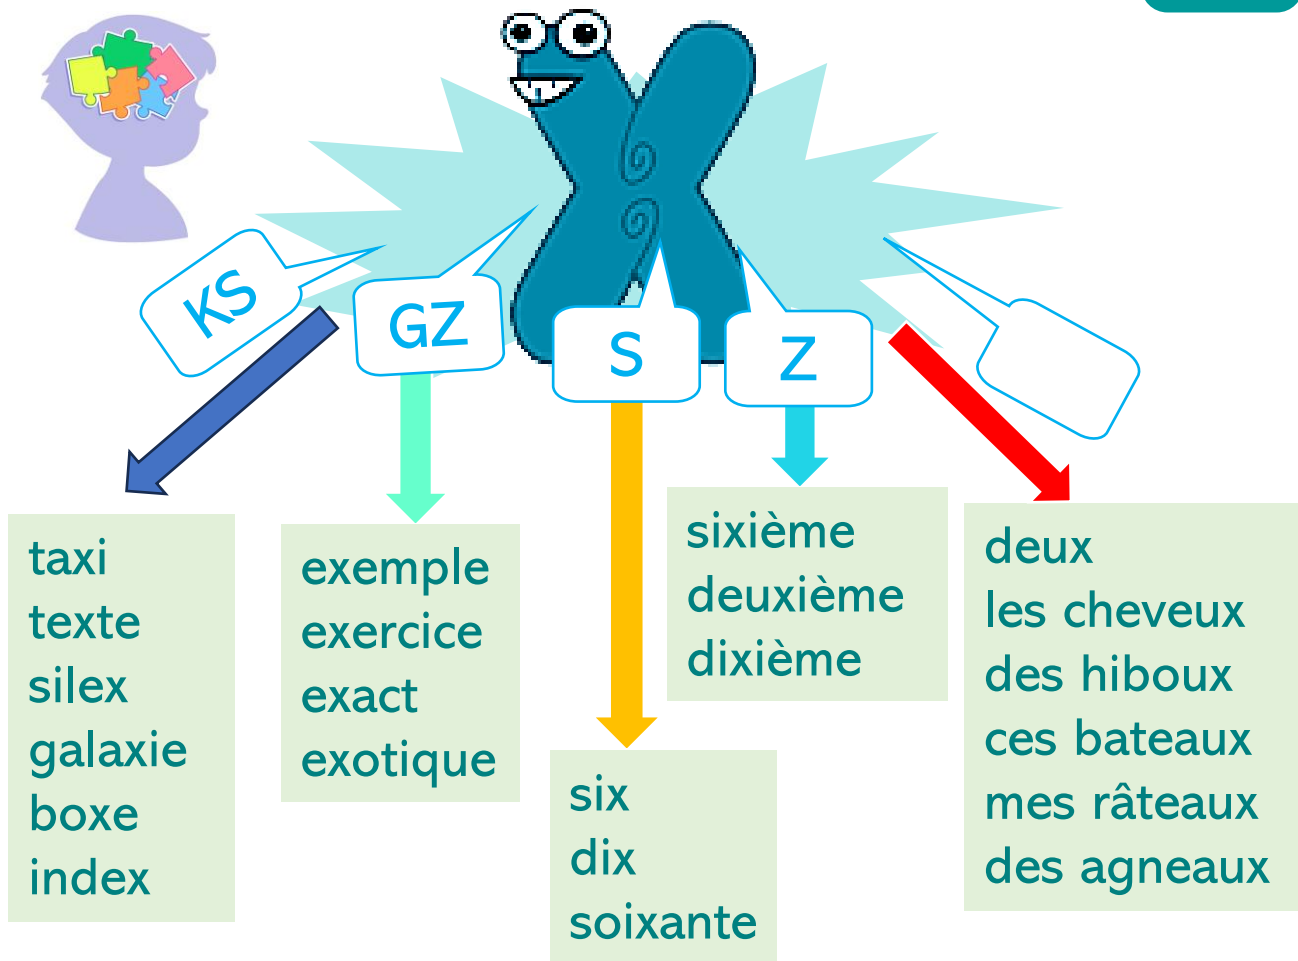 KS
GZ
S
Z
taxi
texte
silex
galaxie
boxe
index
exemple
exercice
exact
exotique
six
dix
soixante
sixième
deuxième
dixième
deux
les cheveux
des hiboux
ces bateaux
mes râteaux
des agneaux